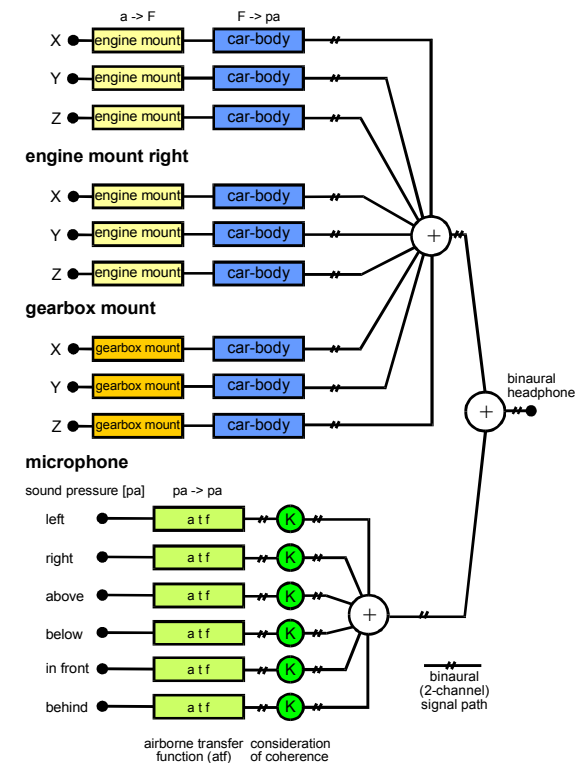 a -> F F -> pa
X engine mount car-body
Y engine mount car-body
Z engine mount car-body
engine mount right
X engine mount car-body
Y engine mount car-body
Z engine mount car-body
gearbox mount
X gearbox mount car-body
Y gearbox mount car-body
Z gearbox mount car-body
+
+
binaural
headphone
microphone
sound pressure [pa] pa -> pa
left a t f K
right a t f K
above a t f K
below a t f K
in front a t f K
behind a t f K
+
binaural
(2-channel)
signal path
airborne transfer
function (atf)
consideration
of coherence